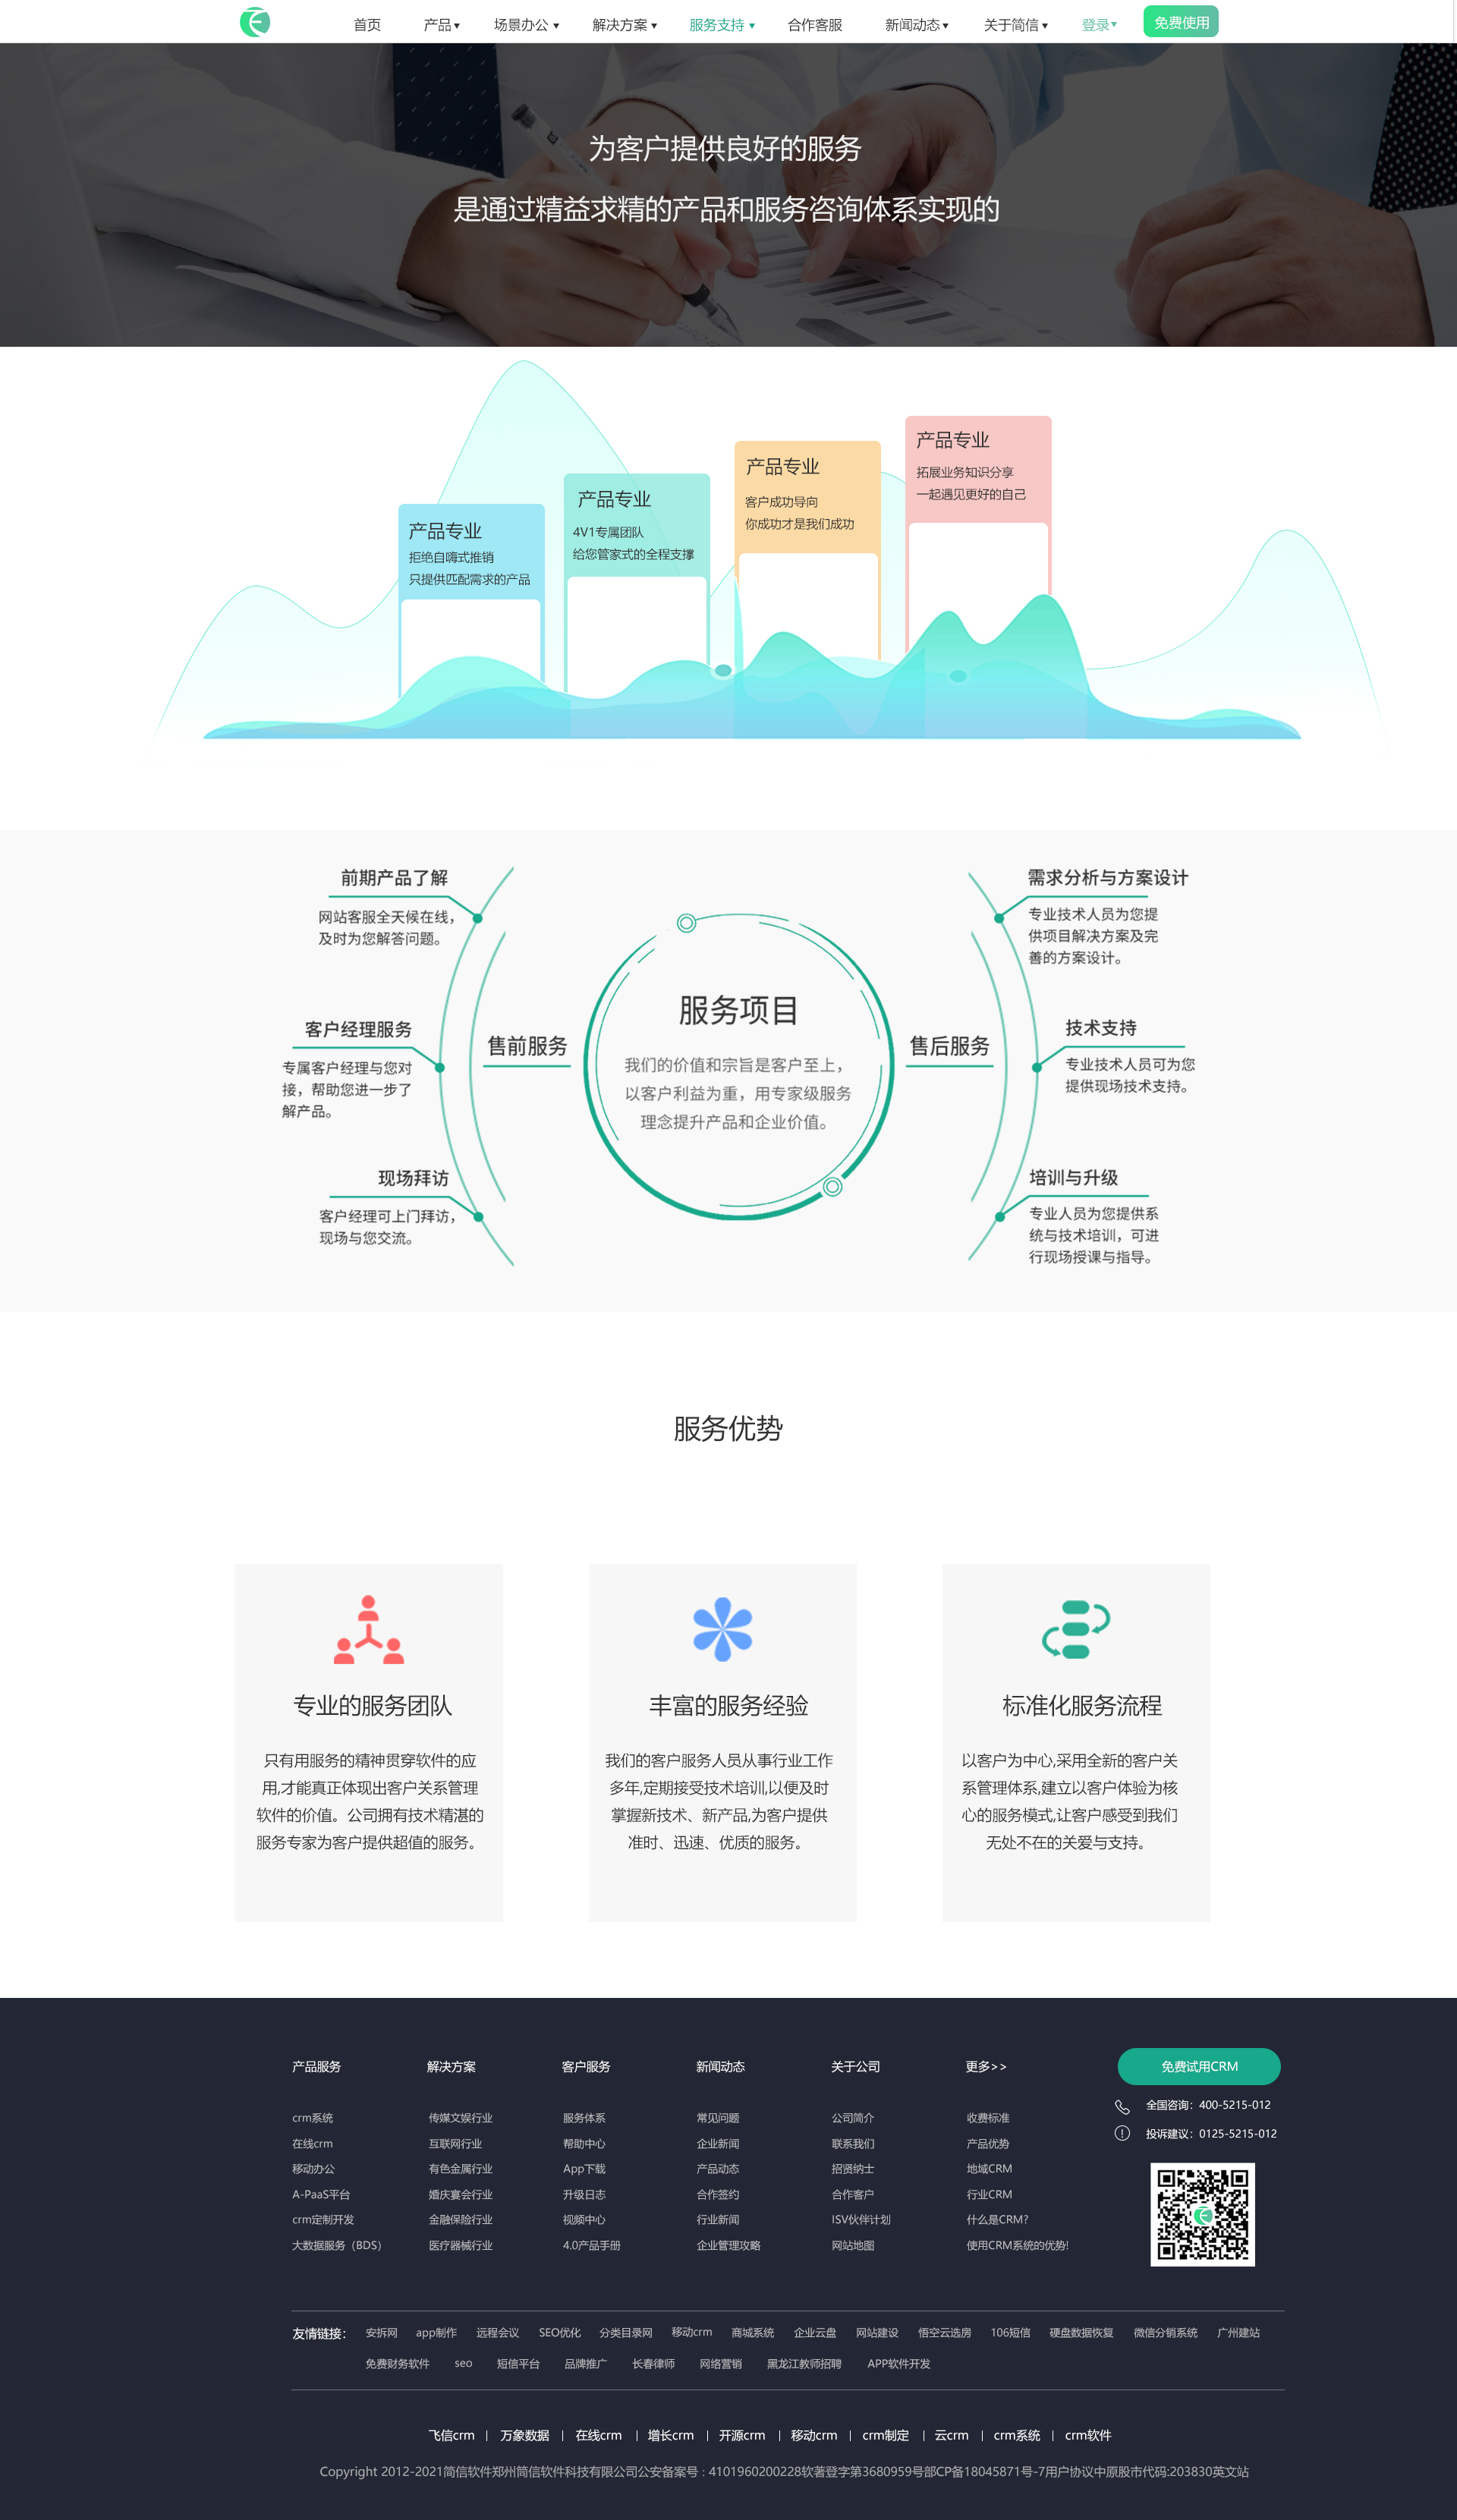 首页 产品 场景办公 解决方案 服务支持 合作客服 新闻动态 关于简信 登录 免费使用
为客户提供良好的服务
是通过精益求精的产品和服务咨询体系实现的
产品专业
拒绝自嗨式推销
只提供匹配需求的产品
产品专业
4V1专属团队
给您管家式的全程支撑
产品专业
客户成功导向
你成功才是我们成功
产品专业
拓展业务知识分享
一起遇见更好的自己
前期产品了解
网站客服全天候在线，
及时为您解答问题。
客户经理服务
专属客户经理与您对
接，帮助您进一步了
解产品。
现场拜访
客户经理可上门拜访，
现场与您交流。
售前服务
服务项目
我们的价值和宗旨是客户至上，
以客户利益为重，用专家级服务
理念提升产品和企业价值。
售后服务
需求分析与方案设计
专业技术人员为您提
供项目解决方案及完
善的方案设计。
技术支持
专业技术人员可为您
提供现场技术支持。
培训与升级
专业人员为您提供系
统与技术培训，可进
行现场授课与指导。
服务优势
专业的服务团队
只有用服务的精神贯穿软件的应
用,才能真正体现出客户关系管理
软件的价值。公司拥有技术精湛的
服务专家为客户提供超值的服务。
丰富的服务经验
我们的客户服务人员从事行业工作
多年,定期接受技术培训,以便及时
掌握新技术、新产品,为客户提供
准时、迅速、优质的服务。
标准化服务流程
以客户为中心,采用全新的客户关
系管理体系,建立以客户体验为核
心的服务模式,让客户感受到我们
无处不在的关爱与支持。
产品服务 解决方案 客户服务 新闻动态 关于公司 更多>> 免费试用CRM
crm系统 传媒文娱行业 服务体系 常见问题 公司简介 收费标准
在线crm 互联网行业 帮助中心 企业新闻 联系我们 产品优势
移动办公 有色金属行业 App下载 产品动态 招贤纳士 地域CRM
A-PaaS平台 婚庆宴会行业 升级日志 合作签约 合作客户 行业CRM
crm定制开发 金融保险行业 视频中心 行业新闻 ISV伙伴计划 什么是CRM?
大数据服务（BDS） 医疗器械行业 4.0产品手册 企业管理攻略 网站地图 使用CRM系统的优势!
全国咨询：400-5215-012
投诉建议：0125-5215-012
友情链接： 安拆网 app制作 远程会议 SEO优化 分类目录网 移动crm 商城系统 企业云盘 网站建设 悟空云选房 106短信 硬盘数据恢复 微信分销系统 广州建站
免费财务软件 seo 短信平台 品牌推广 长春律师 网络营销 黑龙江教师招聘 APP软件开发
飞信crm | 万象数据 | 在线crm | 增长crm | 开源crm | 移动crm | crm制定 | 云crm | crm系统 | crm软件
Copyright 2012-2021简信软件郑州简信软件科技有限公司公安备案号：4101960200228软著登字第3680959号部CP备18045871号-7用户协议中原股市代码:203830英文站